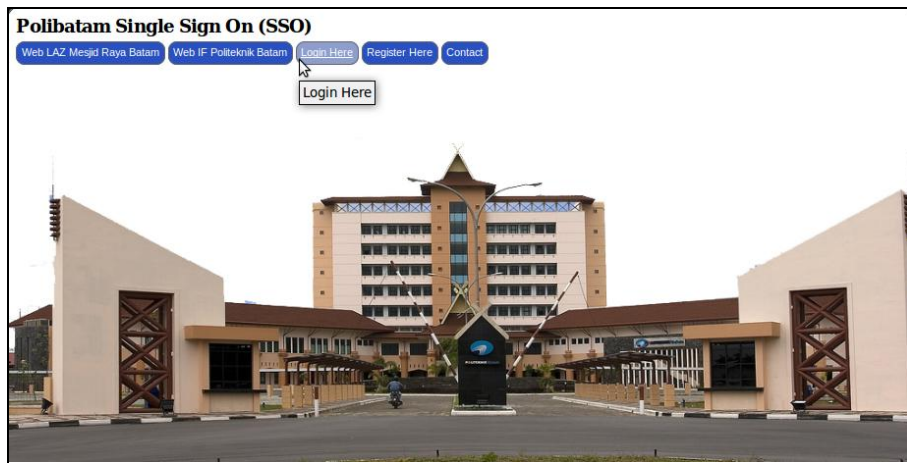 Polibatam Single Sign On (SSO)
Web LAZ Mesjid Raya Batam Web IF Politeknik Batam Login Here Register Here Contact
Login Here